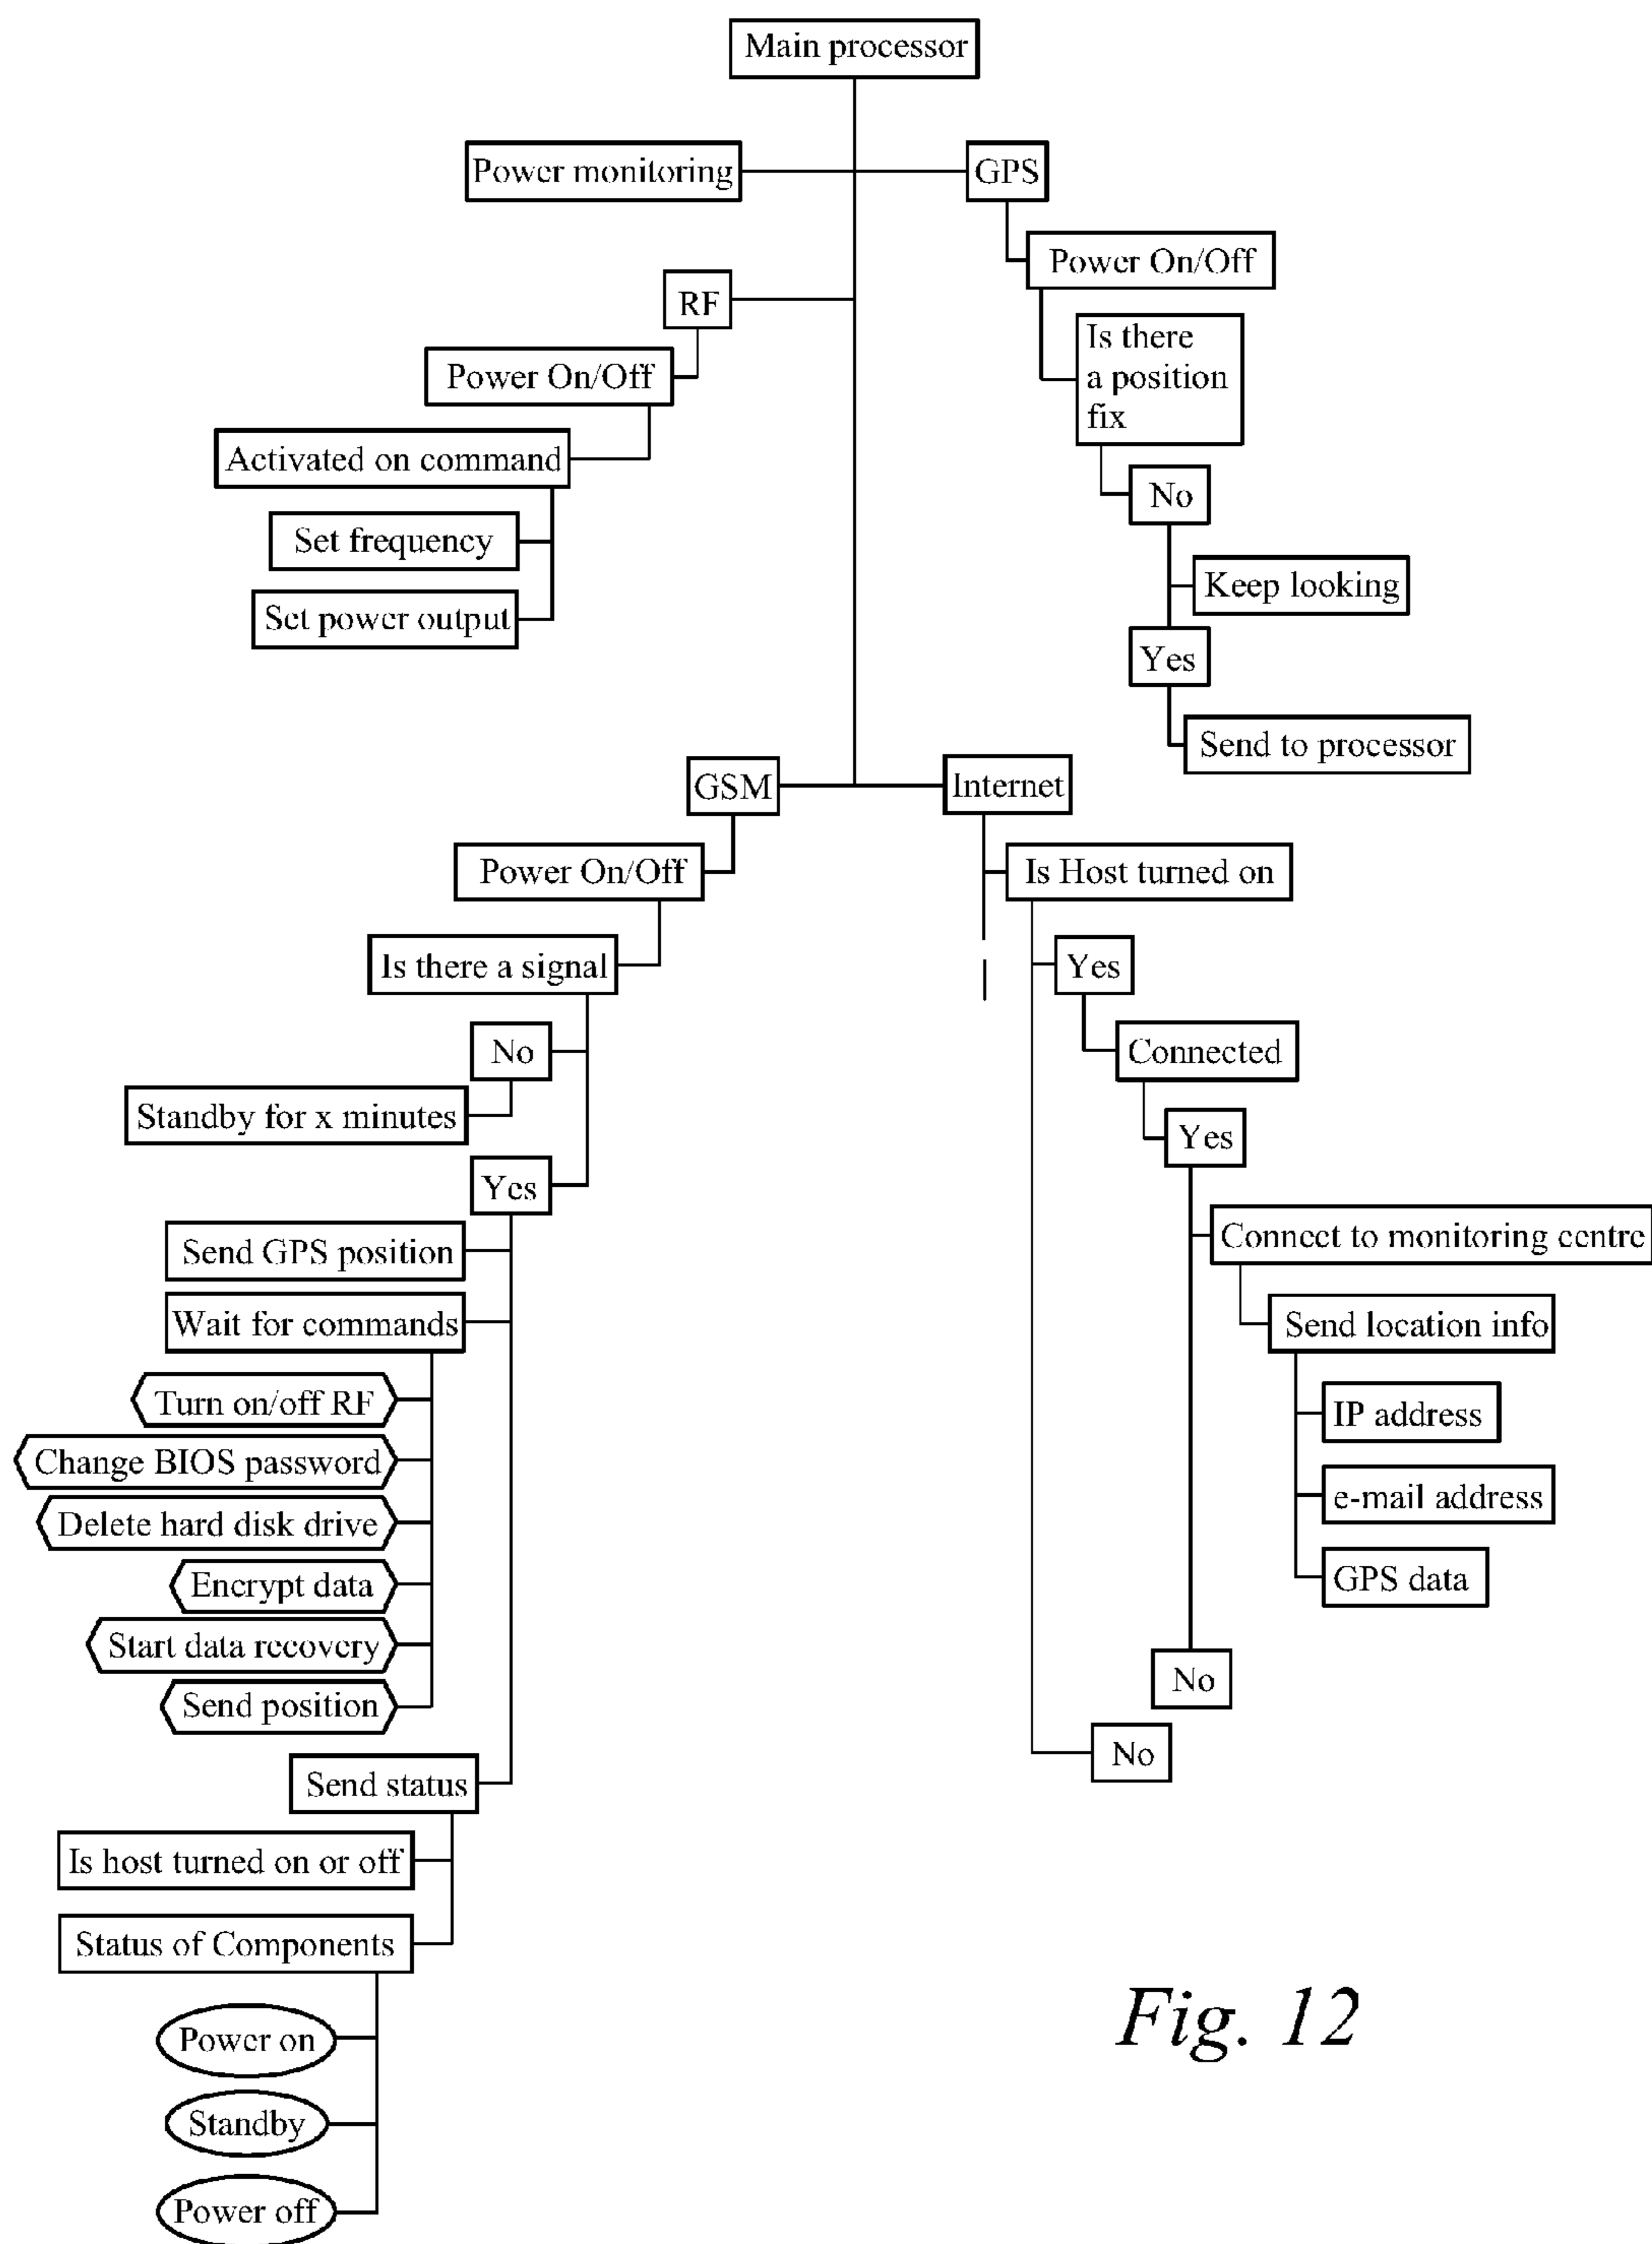 Main processor
Power monitoring
GPS
Power On/Off
RF
Is there
a position
fix
Power On/Off
Activated on command
No
Set frequency
Keep looking
Set power output
Yes
Send to processor
GSM
Internet
Power On/Off
Is Host turned on
Is there a signal
Yes
No
Connected
Standby for x minutes
Yes
Yes
Send GPS position
Connect to monitoring centre
Wait for commands
Send location info
Turn on/off RF
IP address
Change BIOS password
e-mail address
Delete hard disk drive
Encrypt data
GPS data
Start data recovery
No
Send position
No
Send status
Is host turned on or off
Status of Components
Power on
Standby
Power off
Fig. 12